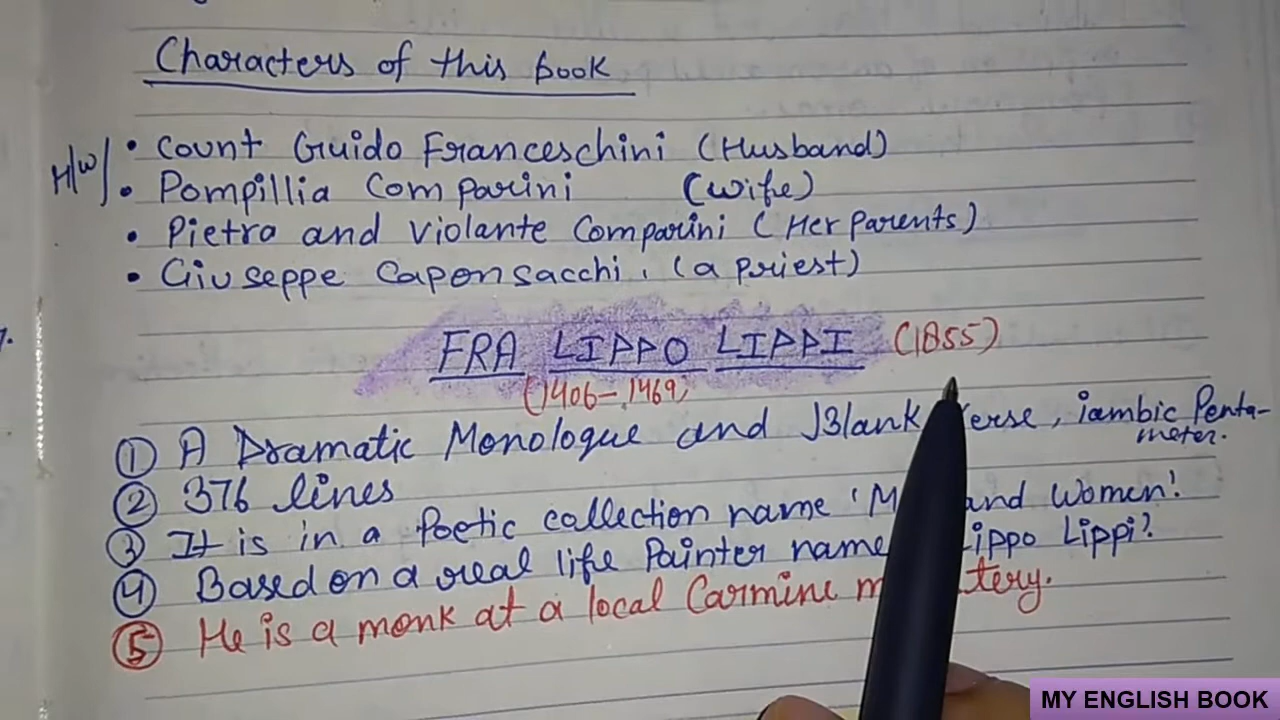 Characters of this book
H/W
• Count Guido Franceschini (Husband)
• Pompillia Comparini (wife)
• Pietra and Violante Comparini (Her Parents)
• Giuseppe Caponsacchi. (a priest)
7.
FRA LIPPO LIPPI (1855)
(1406-1469)
① A Dramatic Monologue and Blank Verse, iambic Penta-
meter.
② 376 lines
③ It is in a Poetic collection name 'M and Women'.
④ Based on a real life Painter name Lippo Lippi?
⑤ He is a monk at a local Carmine m tery.
MY ENGLISH BOOK